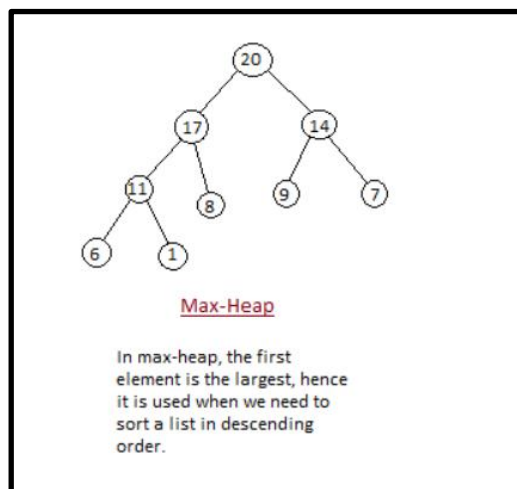 20
17 14
11 8 9 7
6 1
Max-Heap
In max-heap, the first
element is the largest, hence
it is used when we need to
sort a list in descending
order.